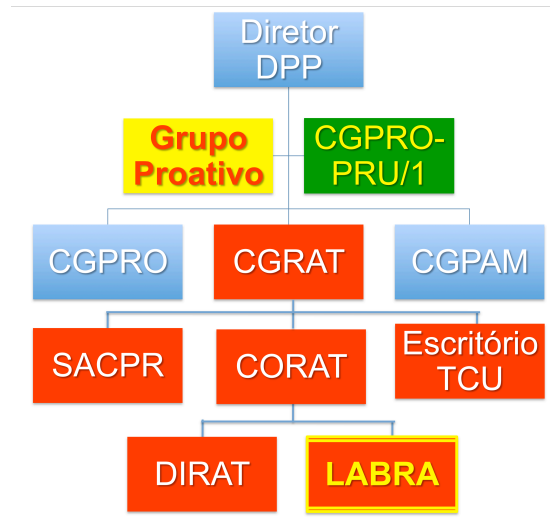 Diretor
DPP
Grupo
Proativo
CGPRO-
PRU/1
CGPRO
CGRAT
CGPAM
SACPR
CORAT
Escritório
TCU
DIRAT
LABRA